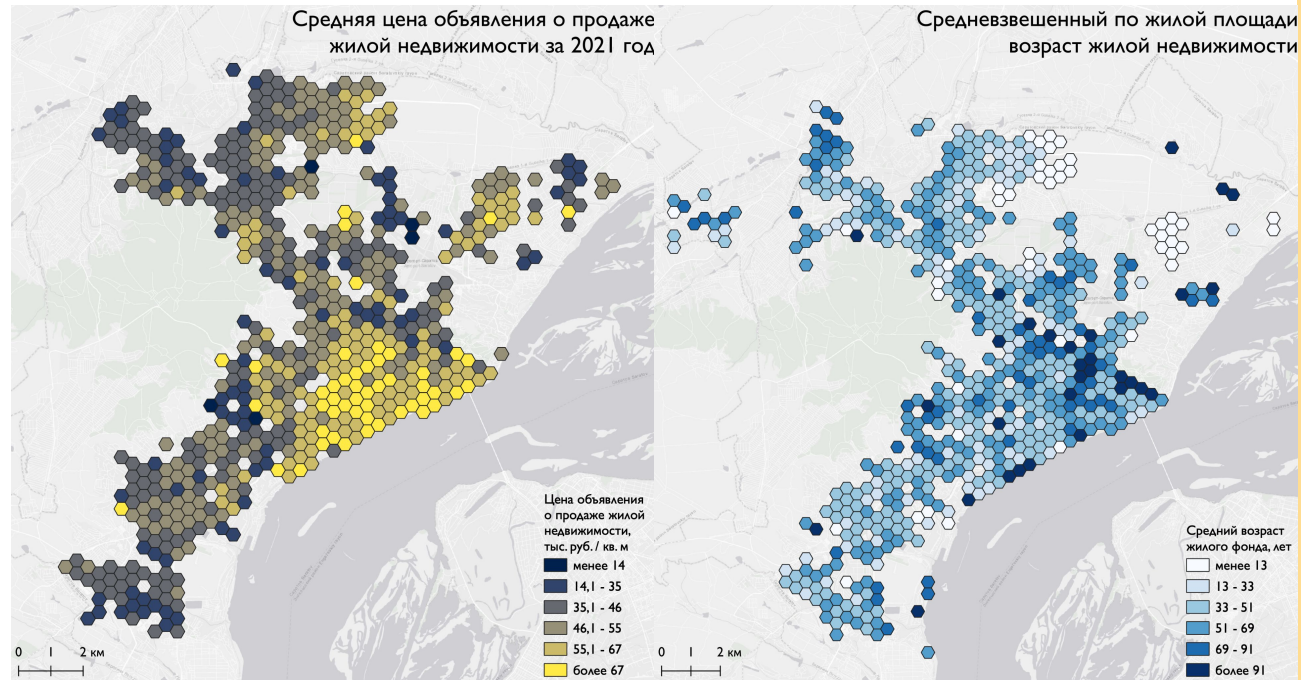 Средняя цена объявления о продаже
жилой недвижимости за 2021 год
Цена объявления
о продаже жилой
недвижимости,
тыс. руб. / кв. м
менее 14
14,1 - 35
35,1 - 46
46,1 - 55
55,1 - 67
более 67
0 1 2 км
Средневзвешенный по жилой площади
возраст жилой недвижимости
Средний возраст
жилого фонда, лет
менее 13
13 - 33
33 - 51
51 - 69
69 - 91
более 91
0 1 2 км